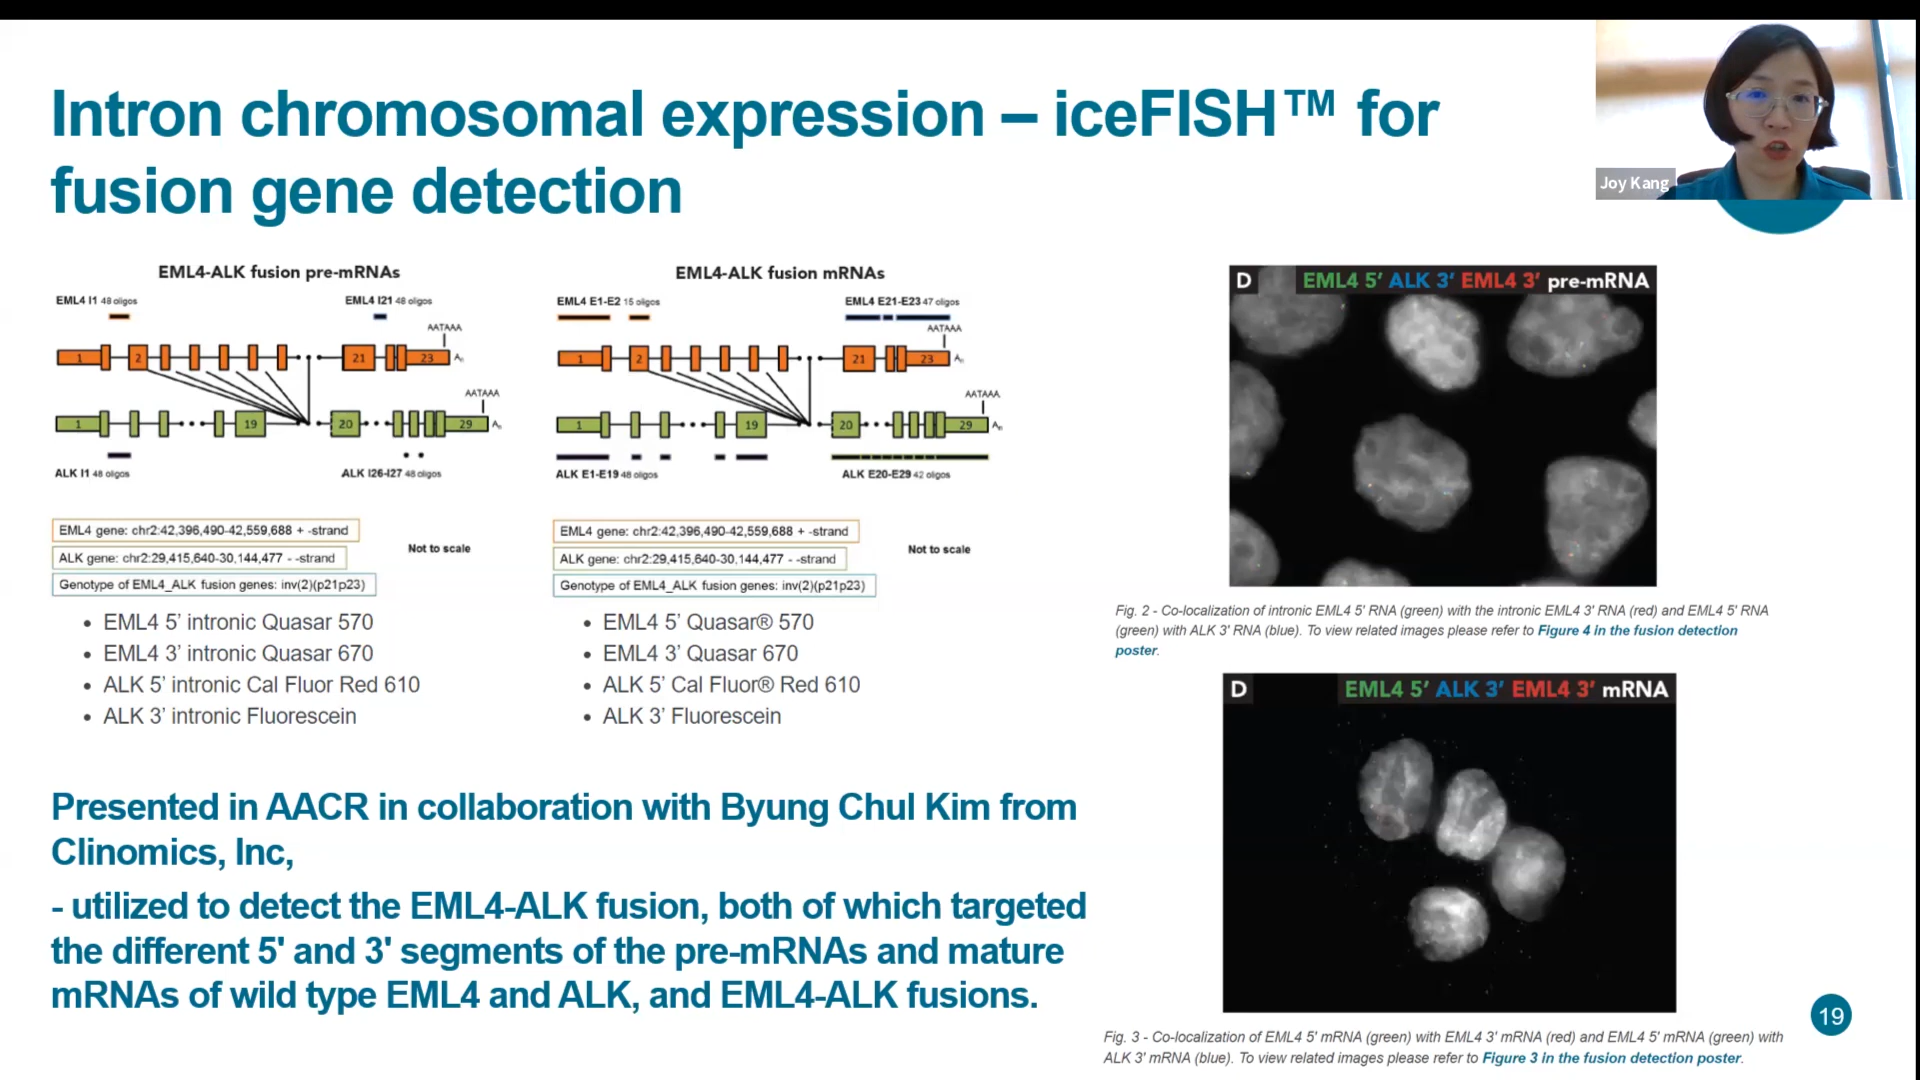 Intron chromosomal expression – iceFISH™ for
fusion gene detection
Joy Kang
EML4-ALK fusion pre-mRNAs
EML4 I1 48 oligos
EML4 I21 48 oligos
AATAAA
1
2
21
23
An
AATAAA
1
19
20
29
An
ALK I1 48 oligos
ALK I26-I27 48 oligos
EML4 gene: chr2:42,396,490-42,559,688 + -strand
ALK gene: chr2:29,415,640-30,144,477 - -strand
Not to scale
Genotype of EML4_ALK fusion genes: inv(2)(p21p23)
• EML4 5’ intronic Quasar 570
• EML4 3’ intronic Quasar 670
• ALK 5’ intronic Cal Fluor Red 610
• ALK 3’ intronic Fluorescein
EML4-ALK fusion mRNAs
EML4 E1-E2 15 oligos
EML4 E21-E23 47 oligos
AATAAA
1
2
21
23
An
AATAAA
1
19
20
29
An
ALK E1-E19 48 oligos
ALK E20-E29 42 oligos
EML4 gene: chr2:42,396,490-42,559,688 + -strand
ALK gene: chr2:29,415,640-30,144,477 - -strand
Not to scale
Genotype of EML4_ALK fusion genes: inv(2)(p21p23)
• EML4 5’ Quasar® 570
• EML4 3’ Quasar 670
• ALK 5’ Cal Fluor® Red 610
• ALK 3’ Fluorescein
D EML4 5’ ALK 3’ EML4 3’ pre-mRNA
Fig. 2 - Co-localization of intronic EML4 5' RNA (green) with the intronic EML4 3' RNA (red) and EML4 5' RNA
(green) with ALK 3' RNA (blue). To view related images please refer to Figure 4 in the fusion detection
poster.
D EML4 5’ ALK 3’ EML4 3’ mRNA
Fig. 3 - Co-localization of EML4 5' mRNA (green) with EML4 3' mRNA (red) and EML4 5' mRNA (green) with
ALK 3' mRNA (blue). To view related images please refer to Figure 3 in the fusion detection poster.
Presented in AACR in collaboration with Byung Chul Kim from
Clinomics, Inc,
- utilized to detect the EML4-ALK fusion, both of which targeted
the different 5' and 3' segments of the pre-mRNAs and mature
mRNAs of wild type EML4 and ALK, and EML4-ALK fusions.
19